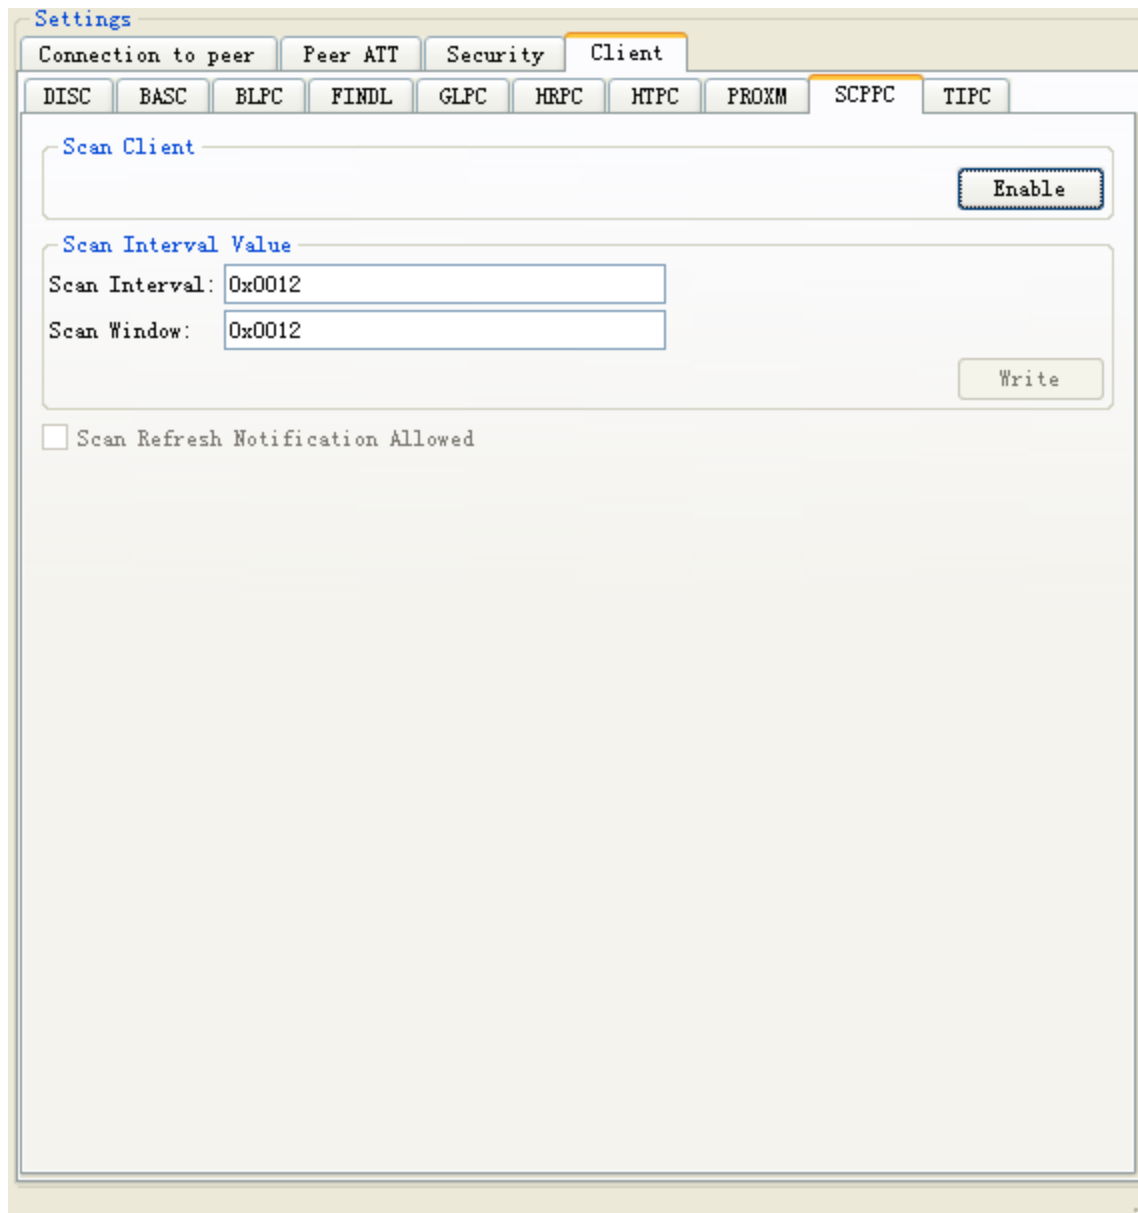 Settings
Connection to peer Peer ATT Security Client
DISC BASC BLPC FINDL GLPC HRPC HTPC PROXM SCPPC TIPC
Scan Client
Enable
Scan Interval Value
Scan Interval: 0x0012
Scan Window: 0x0012
Write
Scan Refresh Notification Allowed